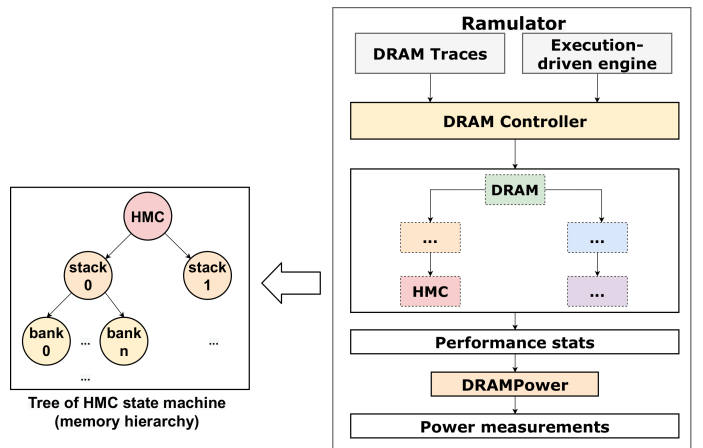 Ramulator
DRAM Traces
Execution-
driven engine
DRAM Controller
DRAM
...
...
HMC
...
Performance stats
DRAMPower
Power measurements
HMC
stack
0
stack
1
bank
0
...
bank
n
...
...
Tree of HMC state machine
(memory hierarchy)